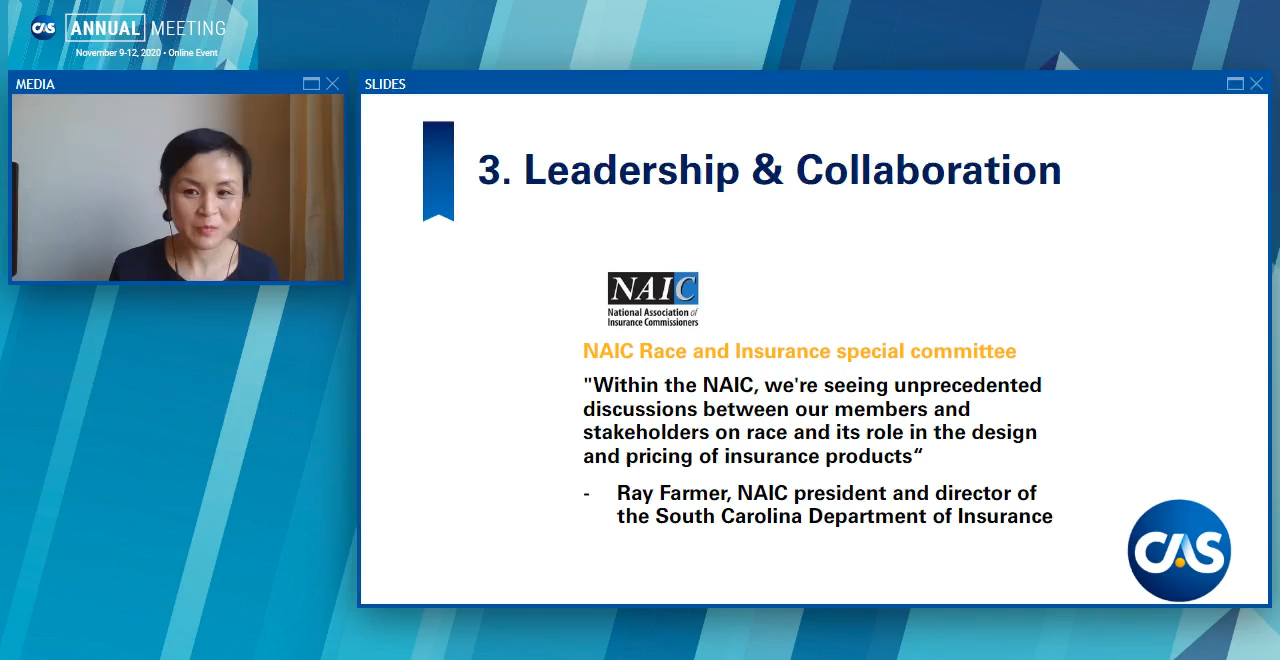 CAS ANNUAL MEETING
November 9-12, 2020 • Online Event
MEDIA
SLIDES
3. Leadership & Collaboration
NAIC
National Association of
Insurance Commissioners
NAIC Race and Insurance special committee
"Within the NAIC, we're seeing unprecedented
discussions between our members and
stakeholders on race and its role in the design
and pricing of insurance products“
- Ray Farmer, NAIC president and director of
the South Carolina Department of Insurance
CAS